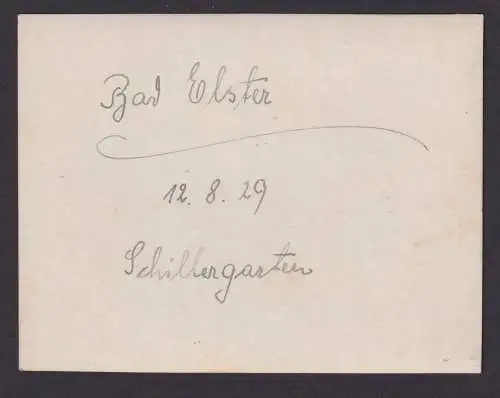 Bad Elster
12. 8. 29
Schillergarten